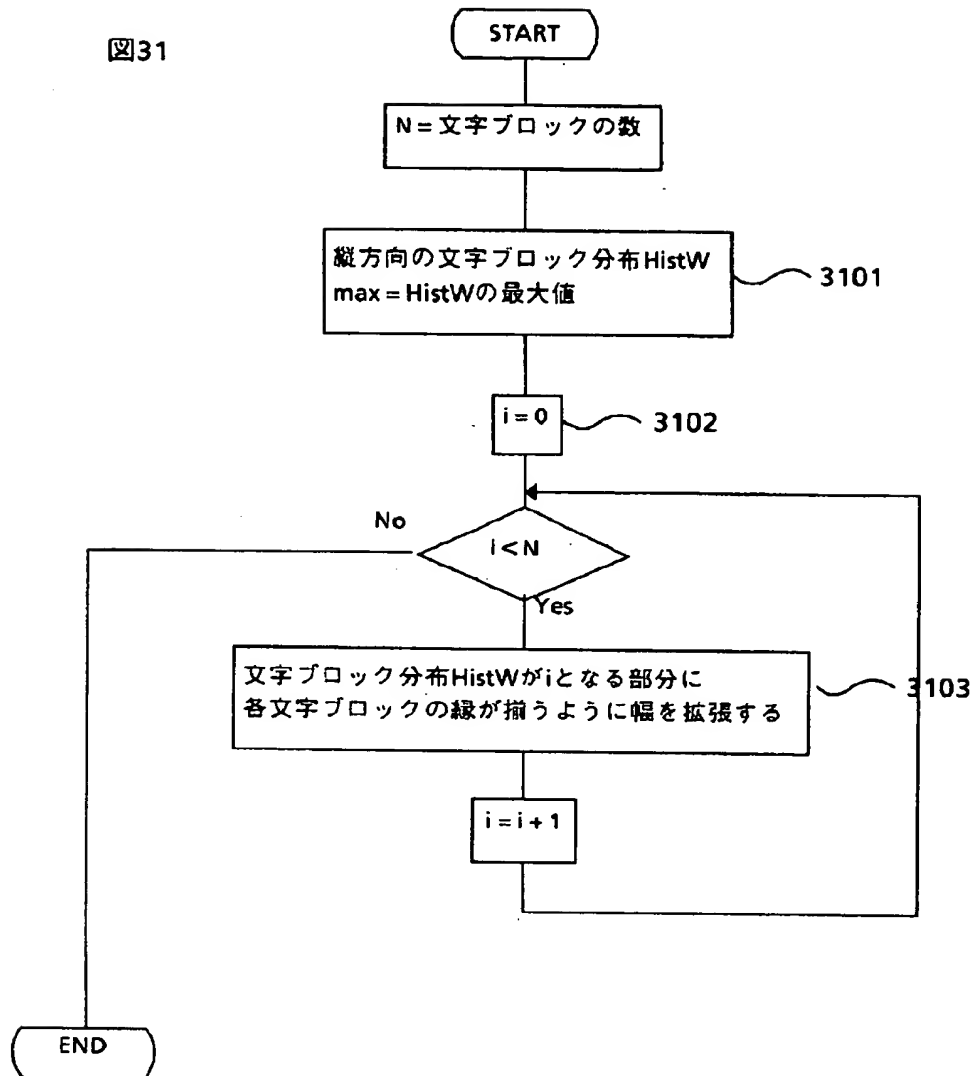 図31
START
N=文字ブロックの数
縦方向の文字ブロック分布HistW
max=HistWの最大値
3101
i=0
3102
No
i<N
Yes
文字ブロック分布HistWがiとなる部分に
各文字ブロックの縁が揃うように幅を拡張する
3103
i=i+1
END